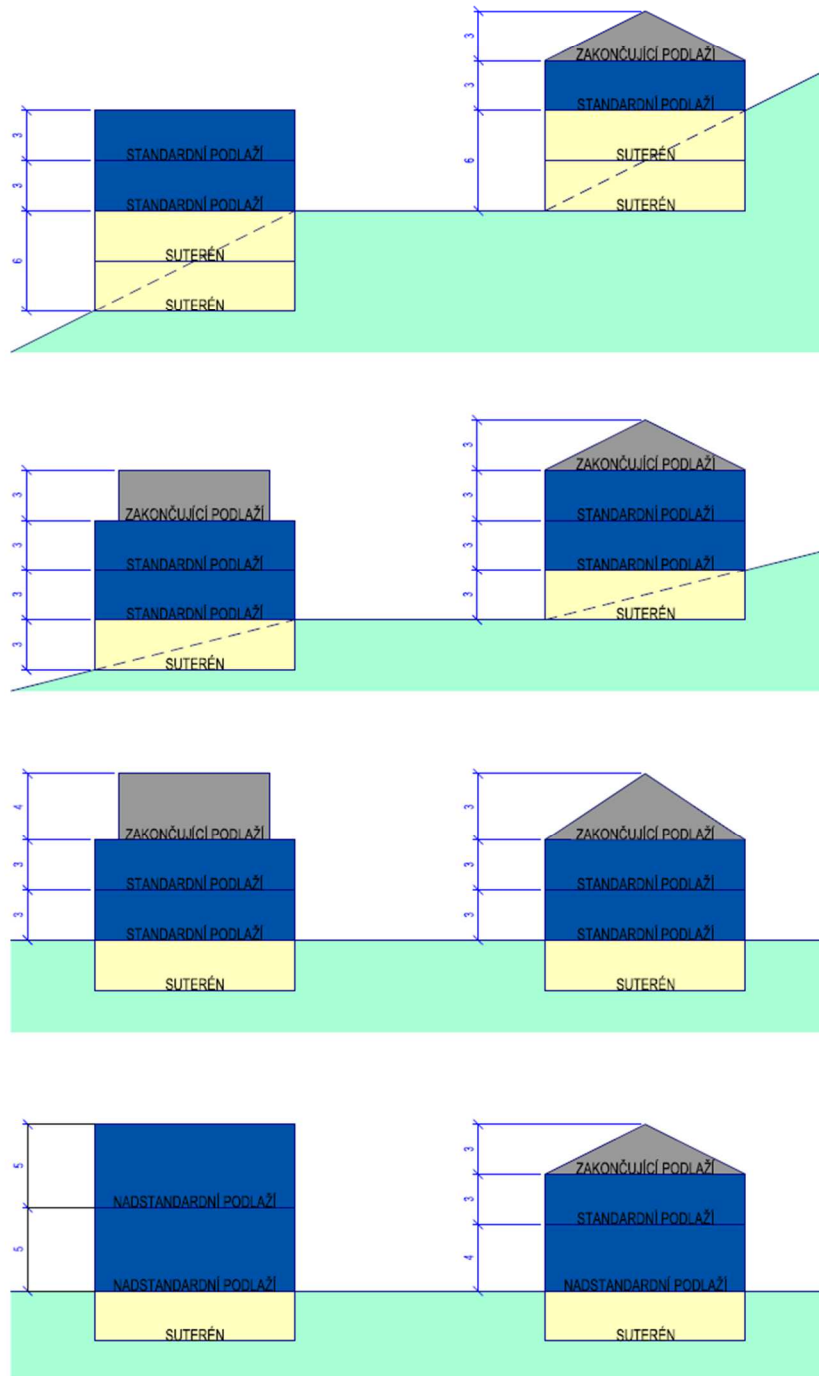 3
ZAKONČUJÍCÍ PODLAŽÍ
3
STANDARDNÍ PODLAŽÍ
6
SUTERÉN
SUTERÉN
3
STANDARDNÍ PODLAŽÍ
3
STANDARDNÍ PODLAŽÍ
6
SUTERÉN
SUTERÉN
3
ZAKONČUJÍCÍ PODLAŽÍ
3
STANDARDNÍ PODLAŽÍ
3
STANDARDNÍ PODLAŽÍ
3
SUTERÉN
3
ZAKONČUJÍCÍ PODLAŽÍ
3
STANDARDNÍ PODLAŽÍ
3
STANDARDNÍ PODLAŽÍ
3
SUTERÉN
4
ZAKONČUJÍCÍ PODLAŽÍ
3
STANDARDNÍ PODLAŽÍ
3
STANDARDNÍ PODLAŽÍ
SUTERÉN
3
ZAKONČUJÍCÍ PODLAŽÍ
3
STANDARDNÍ PODLAŽÍ
3
STANDARDNÍ PODLAŽÍ
SUTERÉN
5
NADSTANDARDNÍ PODLAŽÍ
5
NADSTANDARDNÍ PODLAŽÍ
SUTERÉN
3
ZAKONČUJÍCÍ PODLAŽÍ
3
STANDARDNÍ PODLAŽÍ
4
NADSTANDARDNÍ PODLAŽÍ
SUTERÉN